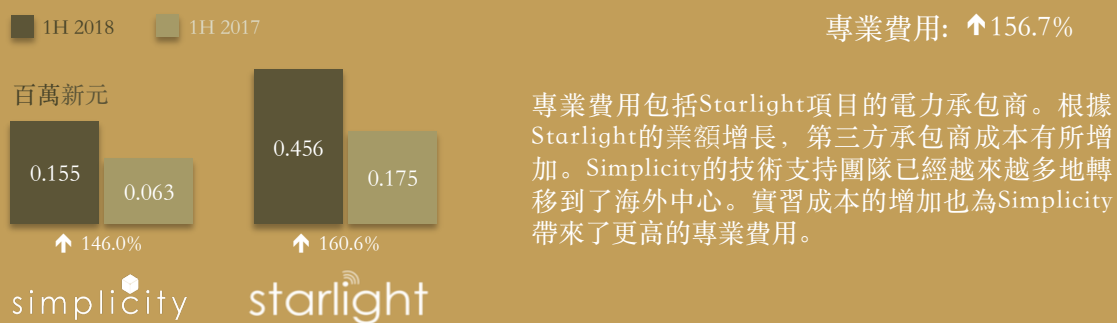 1H 2018
1H 2017
專業費用: ↑156.7%
百萬新元
0.155
0.063
0.456
0.175
↑ 146.0%
↑ 160.6%
simplicity
starlight
專業費用包括Starlight項目的電力承包商。根據
Starlight的業額增長，第三方承包商成本有所增
加。Simplicity的技術支持團隊已經越來越多地轉
移到了海外中心。實習成本的增加也為Simplicity
帶來了更高的專業費用。